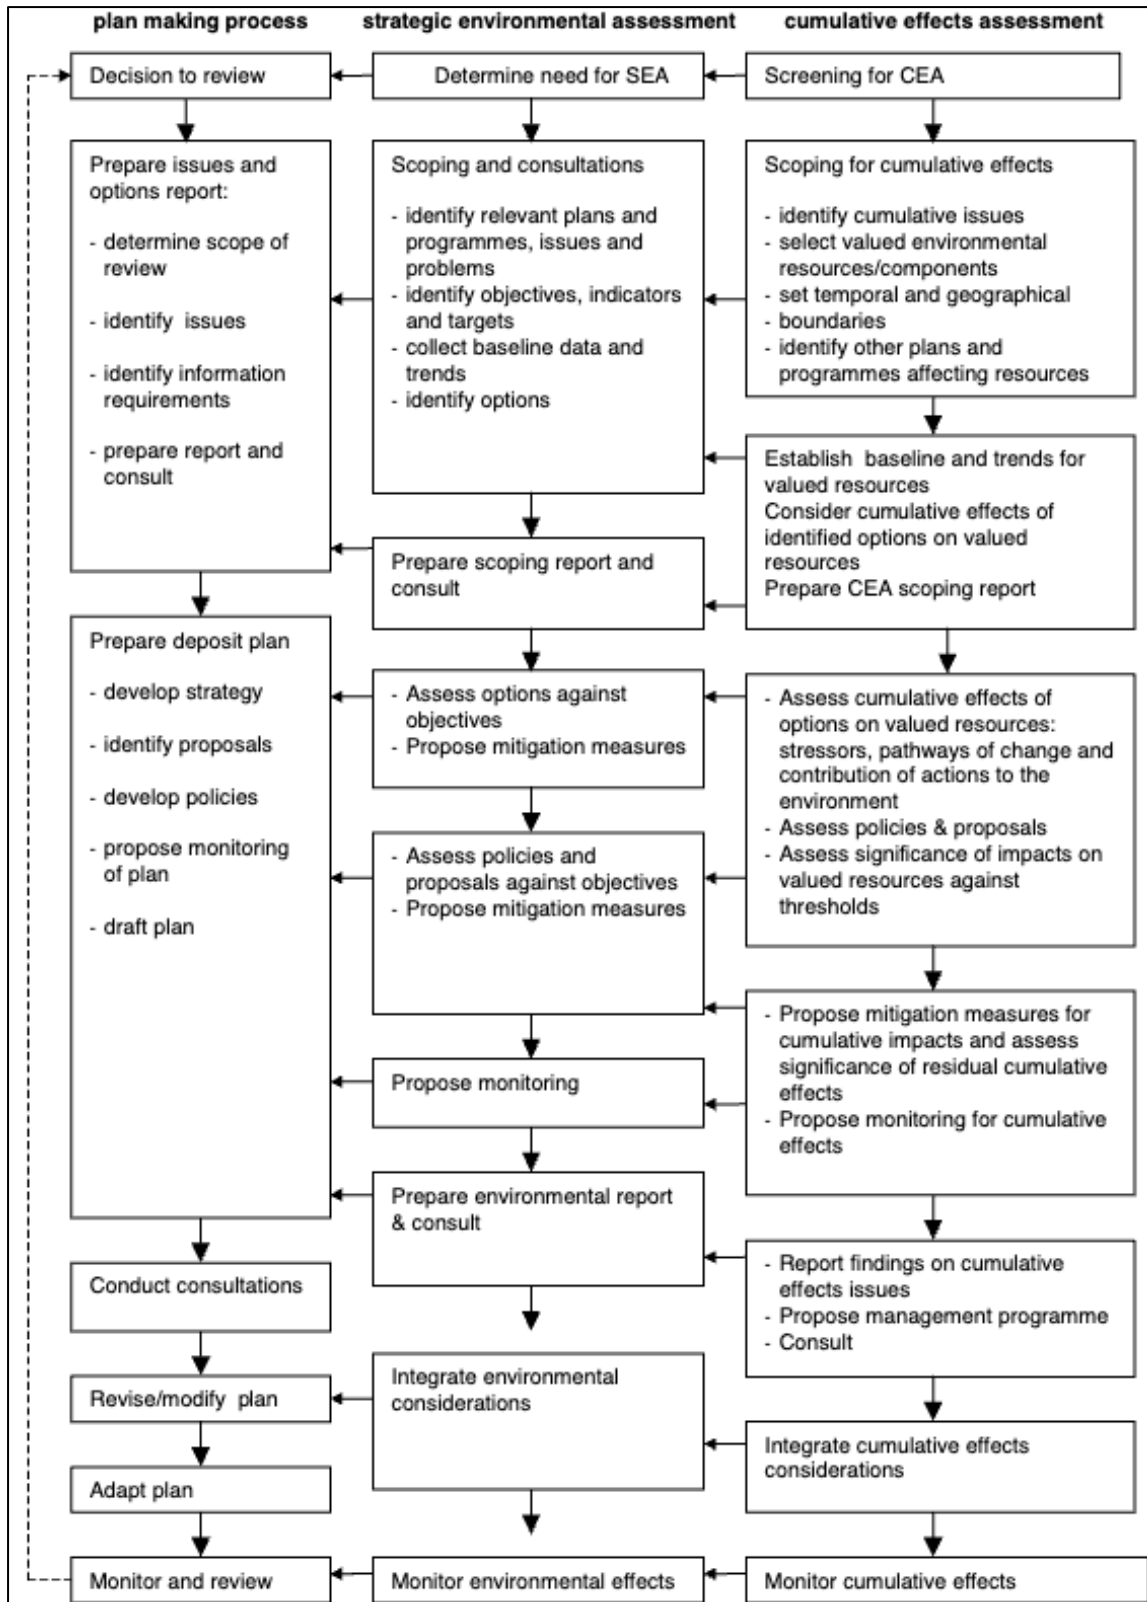 plan making process
strategic environmental assessment
cumulative effects assessment
Decision to review
Determine need for SEA
Screening for CEA
Prepare issues and
options report:
- determine scope of
review
- identify issues
- identify information
requirements
- prepare report and
consult
Scoping and consultations
- identify relevant plans and
programmes, issues and
problems
- identify objectives, indicators
and targets
- collect baseline data and
trends
- identify options
Scoping for cumulative effects
- identify cumulative issues
- select valued environmental
resources/components
- set temporal and geographical
- boundaries
- identify other plans and
programmes affecting resources
Establish baseline and trends for
valued resources
Consider cumulative effects of
identified options on valued
resources
Prepare CEA scoping report
Prepare scoping report and
consult
Prepare deposit plan
- develop strategy
- identify proposals
- develop policies
- propose monitoring
of plan
- draft plan
- Assess options against
objectives
- Propose mitigation measures
- Assess cumulative effects of
options on valued resources:
stressors, pathways of change and
contribution of actions to the
environment
- Assess policies & proposals
- Assess significance of impacts on
valued resources against
thresholds
- Assess policies and
proposals against objectives
- Propose mitigation measures
- Propose mitigation measures for
cumulative impacts and assess
significance of residual cumulative
effects
- Propose monitoring for cumulative
effects
Propose monitoring
Prepare environmental report
& consult
- Report findings on cumulative
effects issues
- Propose management programme
- Consult
Conduct consultations
Revise/modify plan
Integrate environmental
considerations
Integrate cumulative effects
considerations
Adapt plan
Monitor and review
Monitor environmental effects
Monitor cumulative effects